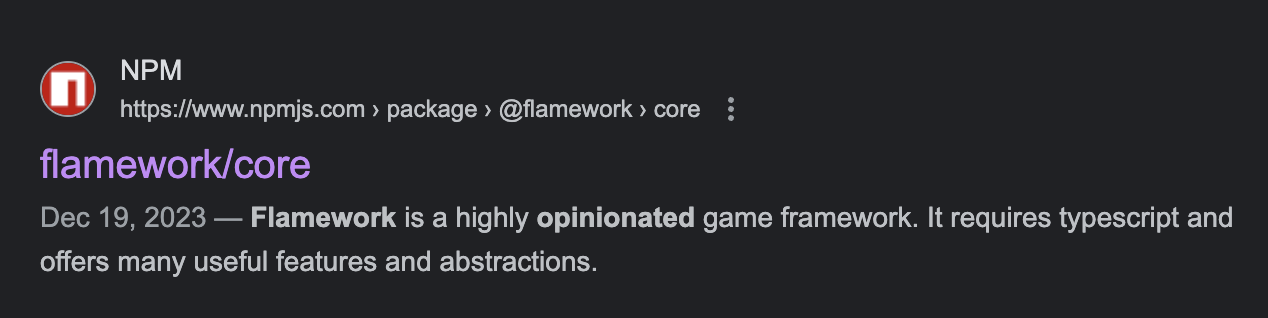 NPM
https://www.npmjs.com › package › @flamework › core
flamework/core
Dec 19, 2023 — Flamework is a highly opinionated game framework. It requires typescript and
offers many useful features and abstractions.